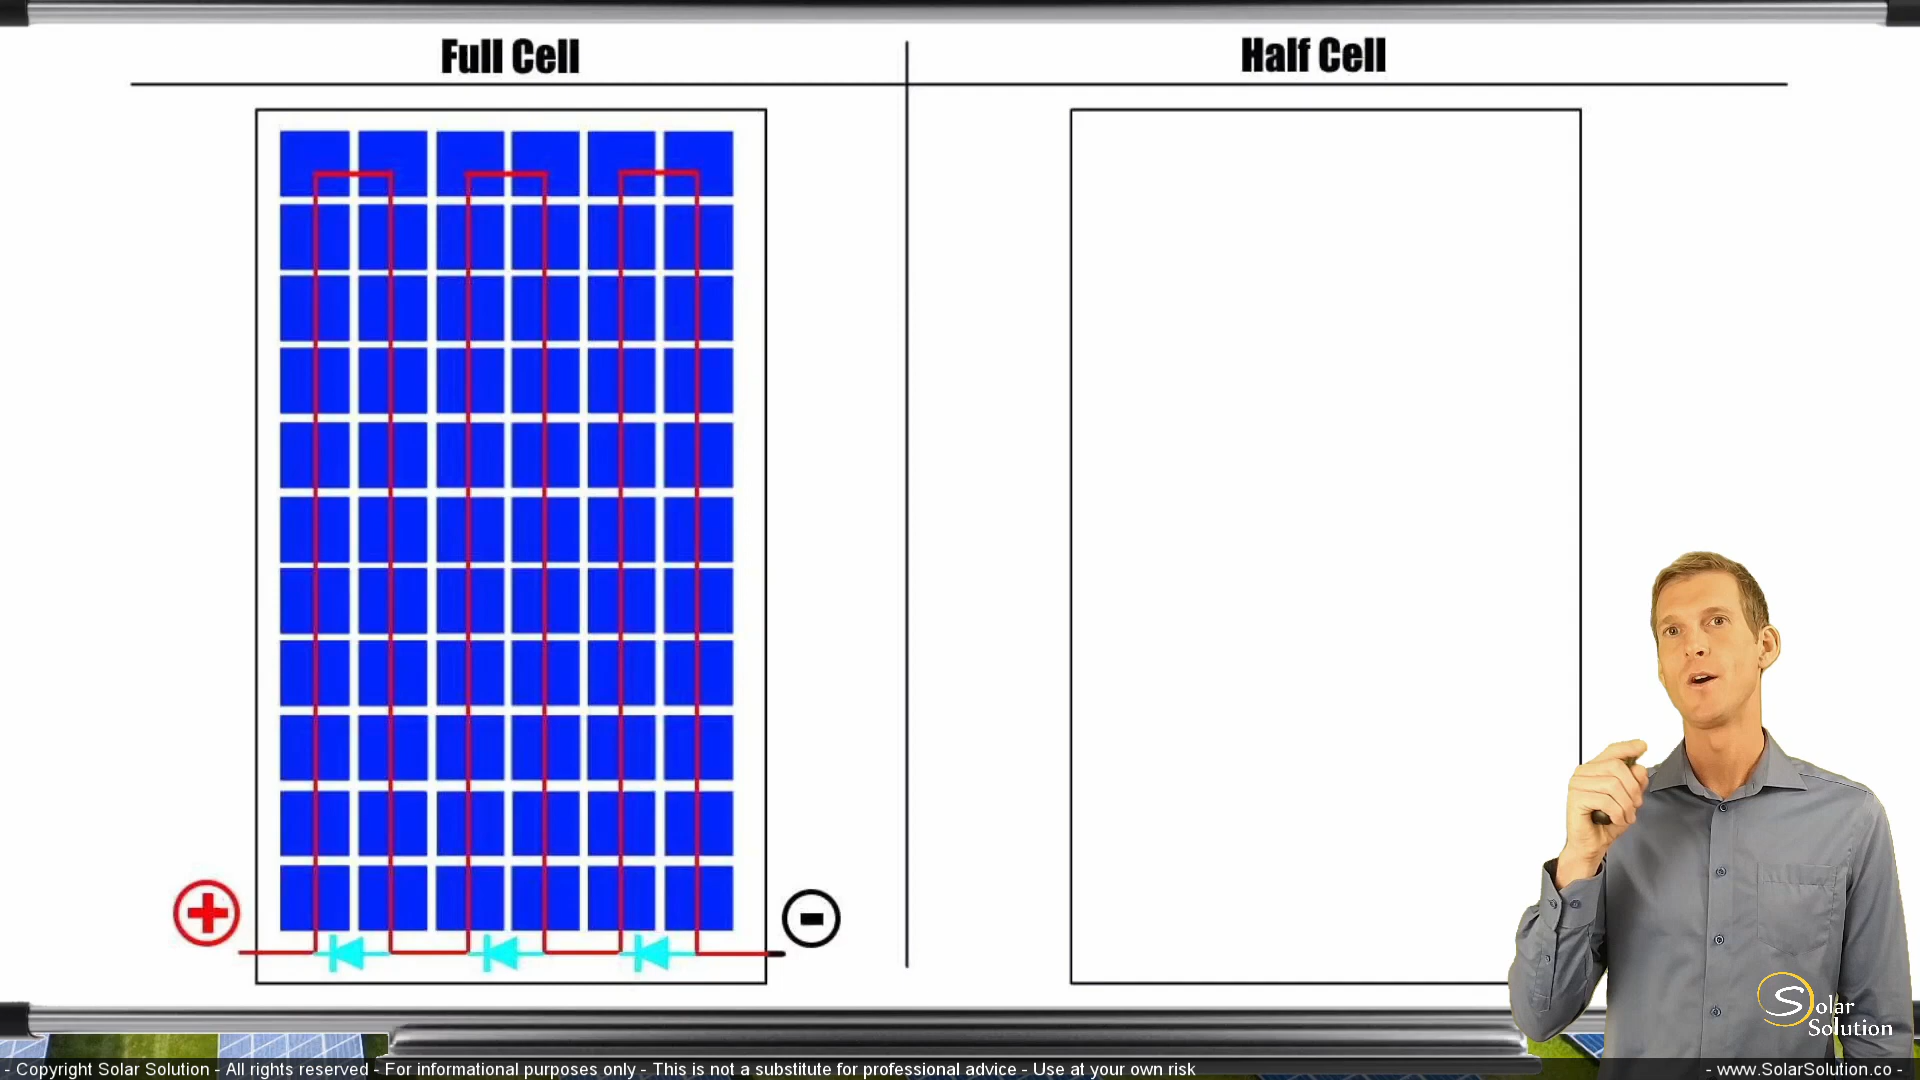 Full Cell
Half Cell
+
-
Solar
Solution
- Copyright Solar Solution - All rights reserved - For informational purposes only - This is not a substitute for professional advice - Use at your own risk
- www.SolarSolution.co -